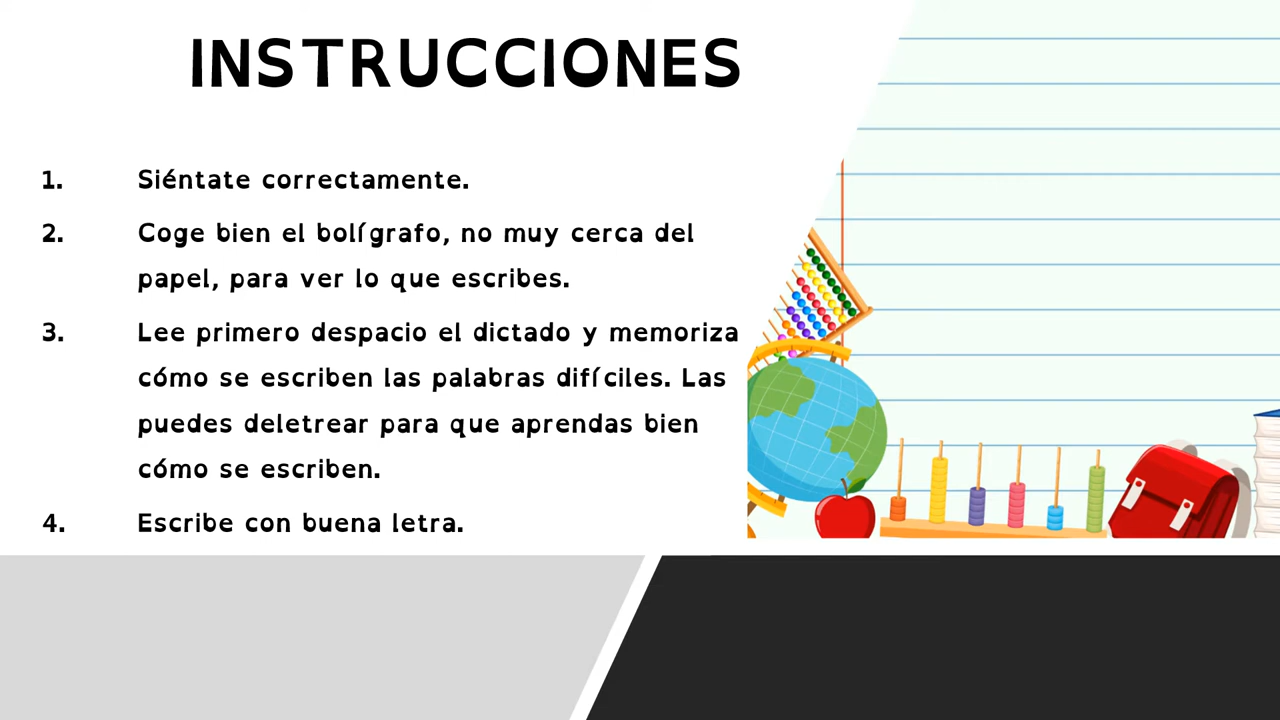 INSTRUCCIONES
1. Siéntate correctamente.
2. Coge bien el bolígrafo, no muy cerca del
papel, para ver lo que escribes.
3. Lee primero despacio el dictado y memoriza
cómo se escriben las palabras difíciles. Las
puedes deletrear para que aprendas bien
cómo se escriben.
4. Escribe con buena letra.